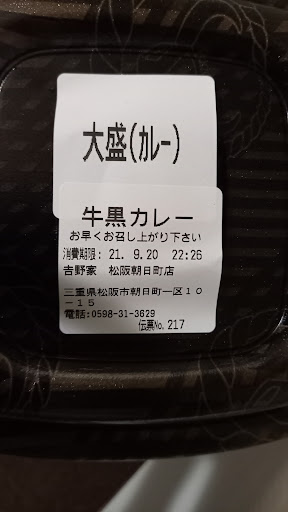 大盛(カレー)
牛黒カレー
お早くお召し上がり下さい
消費期限: 21. 9.20 22:26
吉野家 松阪朝日町店
三重県松阪市朝日町一区10
-15
電話:0598-31-3629
伝票No. 217